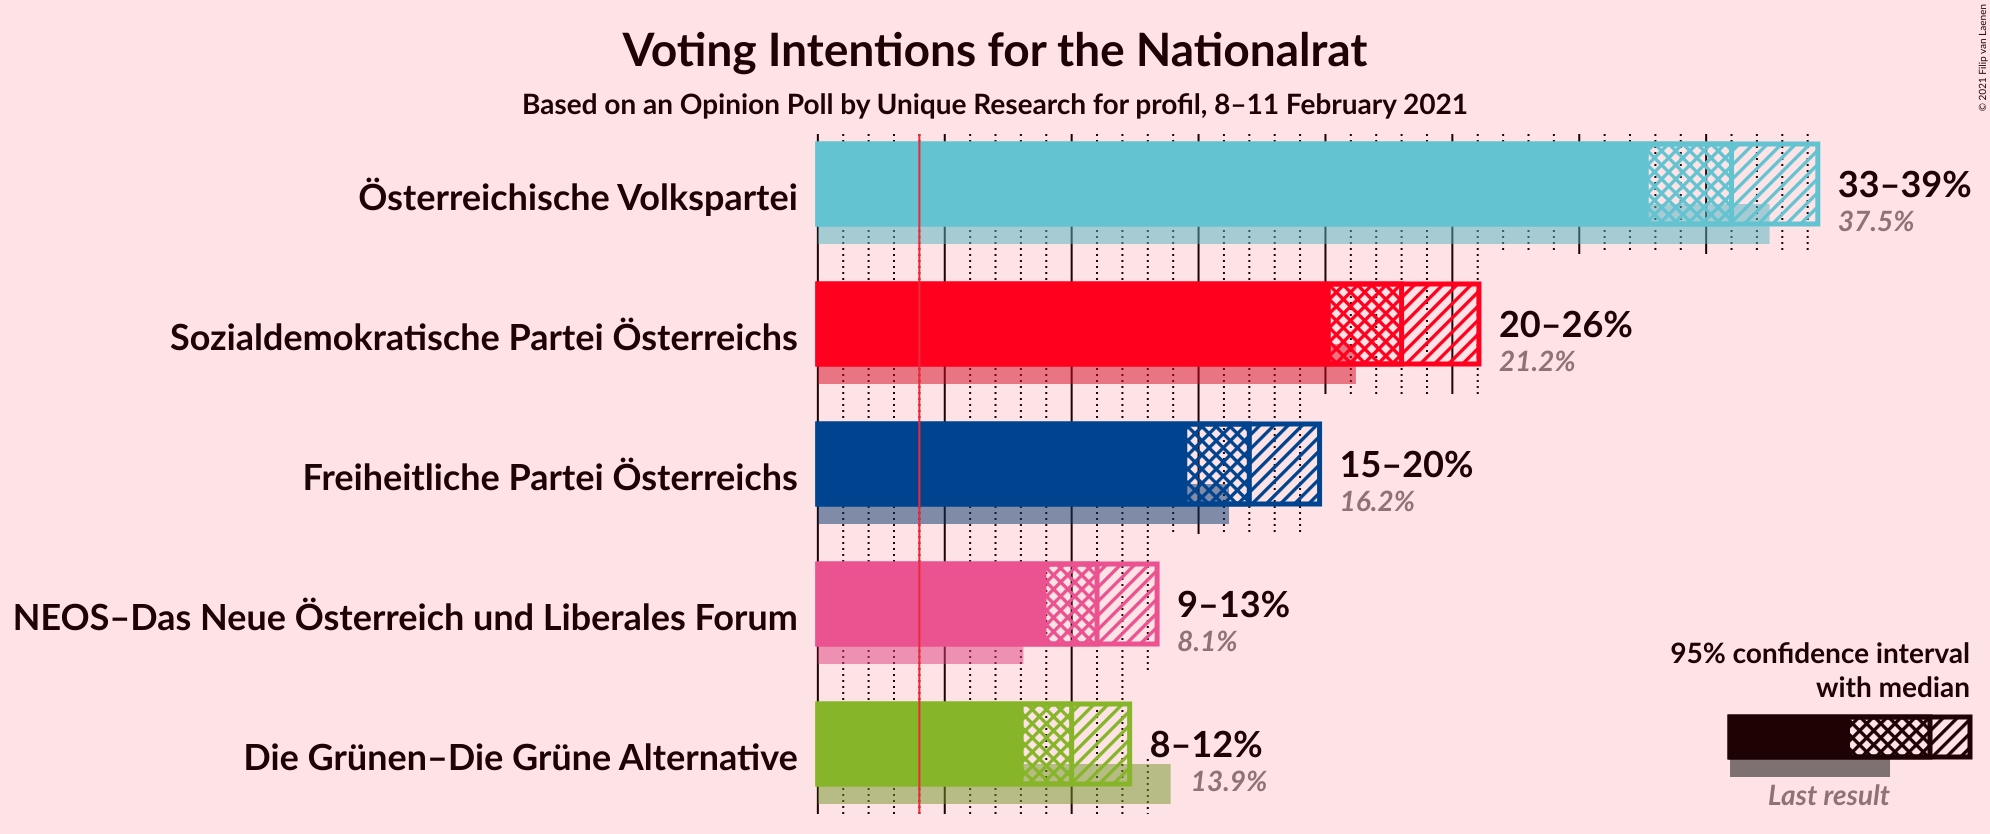 Voting Intentions for the Nationalrat
Based on an Opinion Poll by Unique Research for profil, 8–11 February 2021
© 2021 Filip van Laenen
Österreichische Volkspartei
33–39%
37.5%
Sozialdemokratische Partei Österreichs
20–26%
21.2%
Freiheitliche Partei Österreichs
15–20%
16.2%
NEOS–Das Neue Österreich und Liberales Forum
9–13%
8.1%
Die Grünen–Die Grüne Alternative
8–12%
13.9%
95% confidence interval
with median
Last result